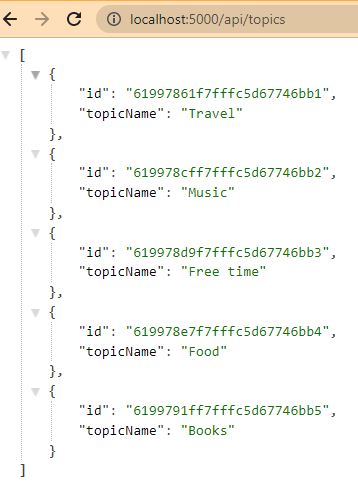 localhost:5000/api/topics
[
{
"id": "61997861f7fffc5d67746bb1",
"topicName": "Travel"
},
{
"id": "619978cff7fffc5d67746bb2",
"topicName": "Music"
},
{
"id": "619978d9f7fffc5d67746bb3",
"topicName": "Free time"
},
{
"id": "619978e7f7fffc5d67746bb4",
"topicName": "Food"
},
{
"id": "6199791ff7fffc5d67746bb5",
"topicName": "Books"
}
]